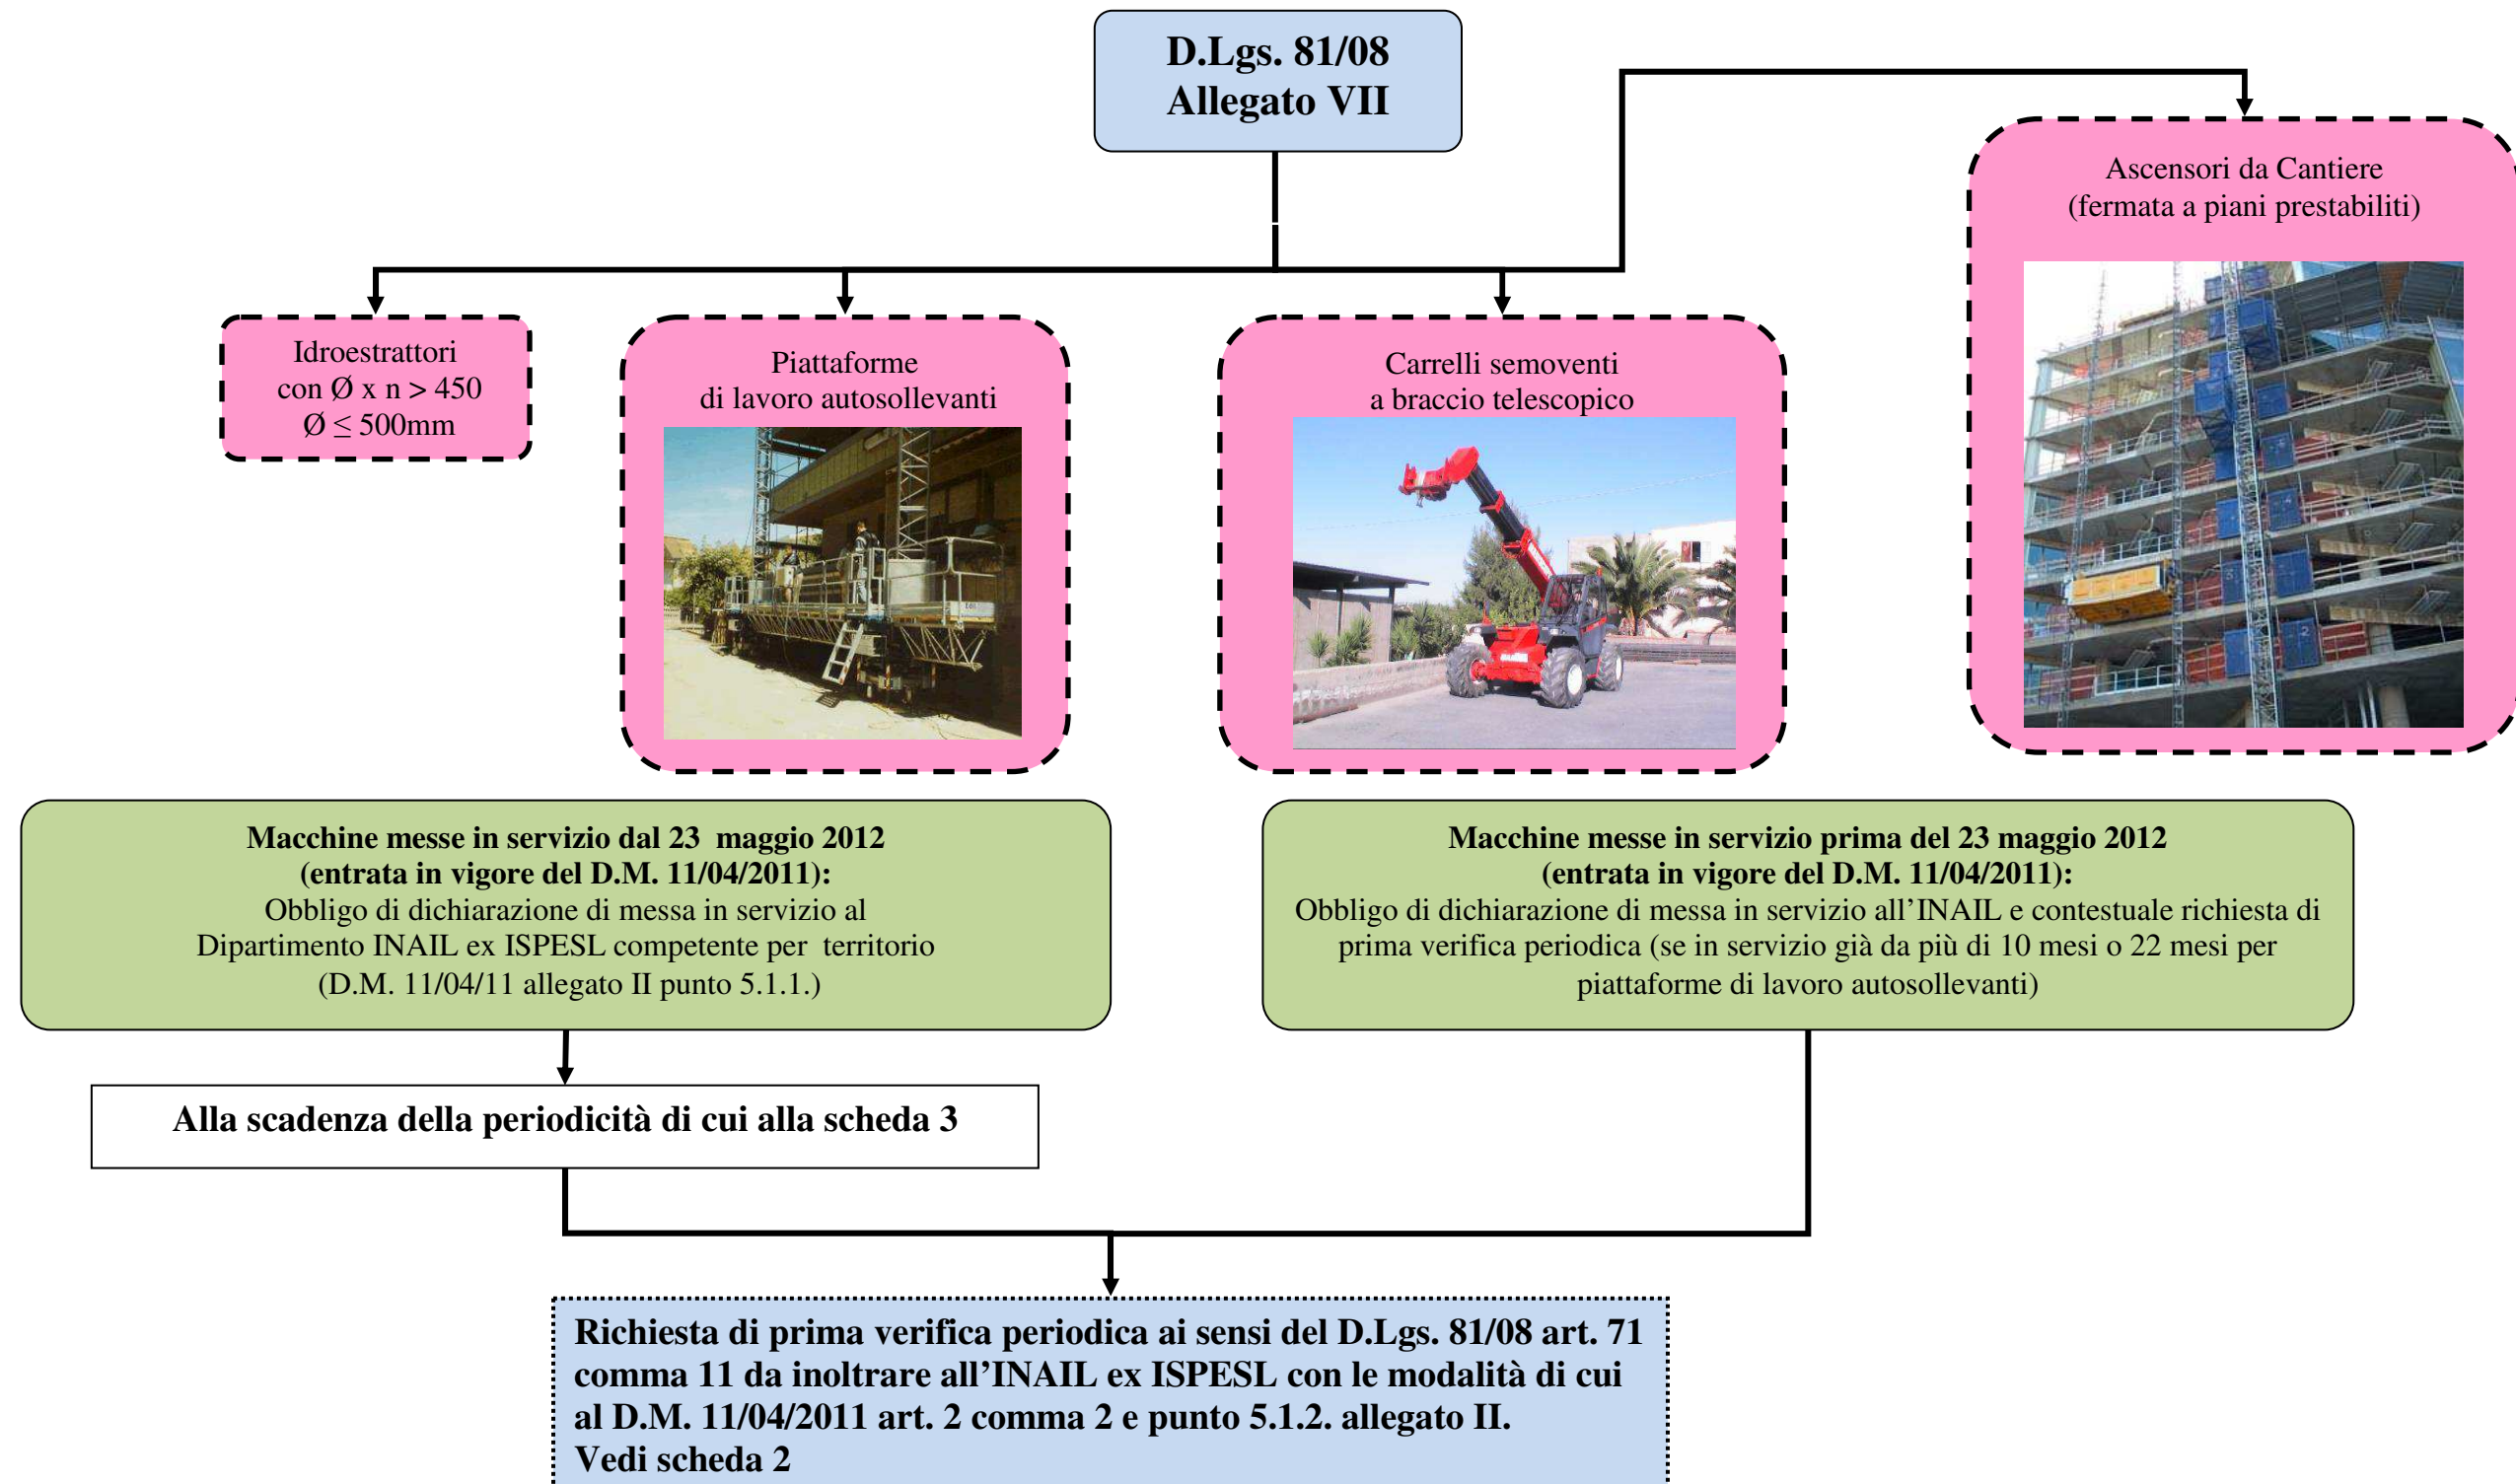 D.Lgs. 81/08
Allegato VII
Ascensori da Cantiere
(fermata a piani prestabiliti)
Idroestrattori
con Ø x n > 450
Ø ≤ 500mm
Piattaforme
di lavoro autosollevanti
Carrelli semoventi
a braccio telescopico
Macchine messe in servizio dal 23 maggio 2012
(entrata in vigore del D.M. 11/04/2011):
Obbligo di dichiarazione di messa in servizio al
Dipartimento INAIL ex ISPESL competente per territorio
(D.M. 11/04/11 allegato II punto 5.1.1.)
Macchine messe in servizio prima del 23 maggio 2012
(entrata in vigore del D.M. 11/04/2011):
Obbligo di dichiarazione di messa in servizio all’INAIL e contestuale richiesta di
prima verifica periodica (se in servizio già da più di 10 mesi o 22 mesi per
piattaforme di lavoro autosollevanti)
Alla scadenza della periodicità di cui alla scheda 3
Richiesta di prima verifica periodica ai sensi del D.Lgs. 81/08 art. 71
comma 11 da inoltrare all’INAIL ex ISPESL con le modalità di cui
al D.M. 11/04/2011 art. 2 comma 2 e punto 5.1.2. allegato II.
Vedi scheda 2